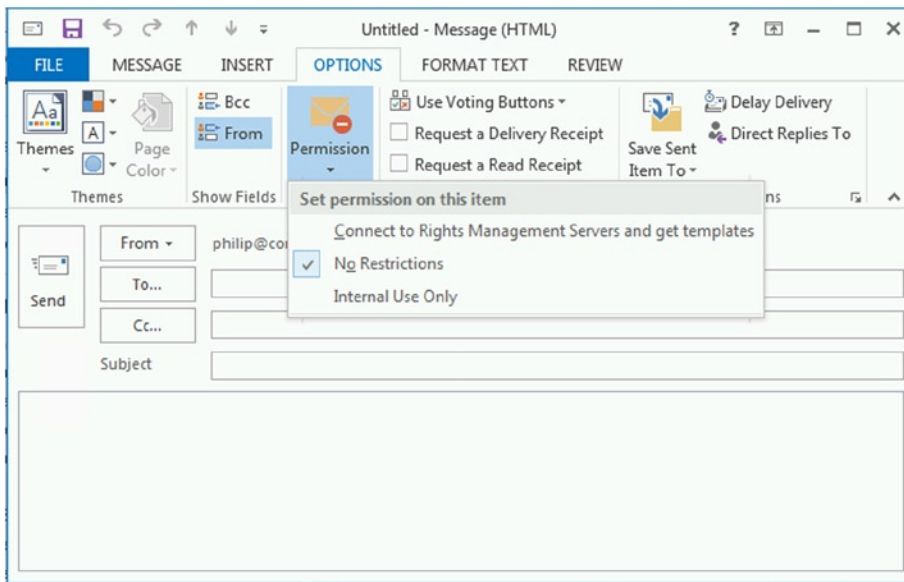 Untitled - Message (HTML) ?
FILE MESSAGE INSERT OPTIONS FORMAT TEXT REVIEW
Aa Themes
A
Page Color
Themes
Bcc
From
Show Fields
Permission
Use Voting Buttons
Request a Delivery Receipt
Request a Read Receipt
Save Sent Item To
Delay Delivery
Direct Replies To
Set permission on this item
Connect to Rights Management Servers and get templates
No Restrictions
Internal Use Only
Send
From
To...
Cc...
Subject